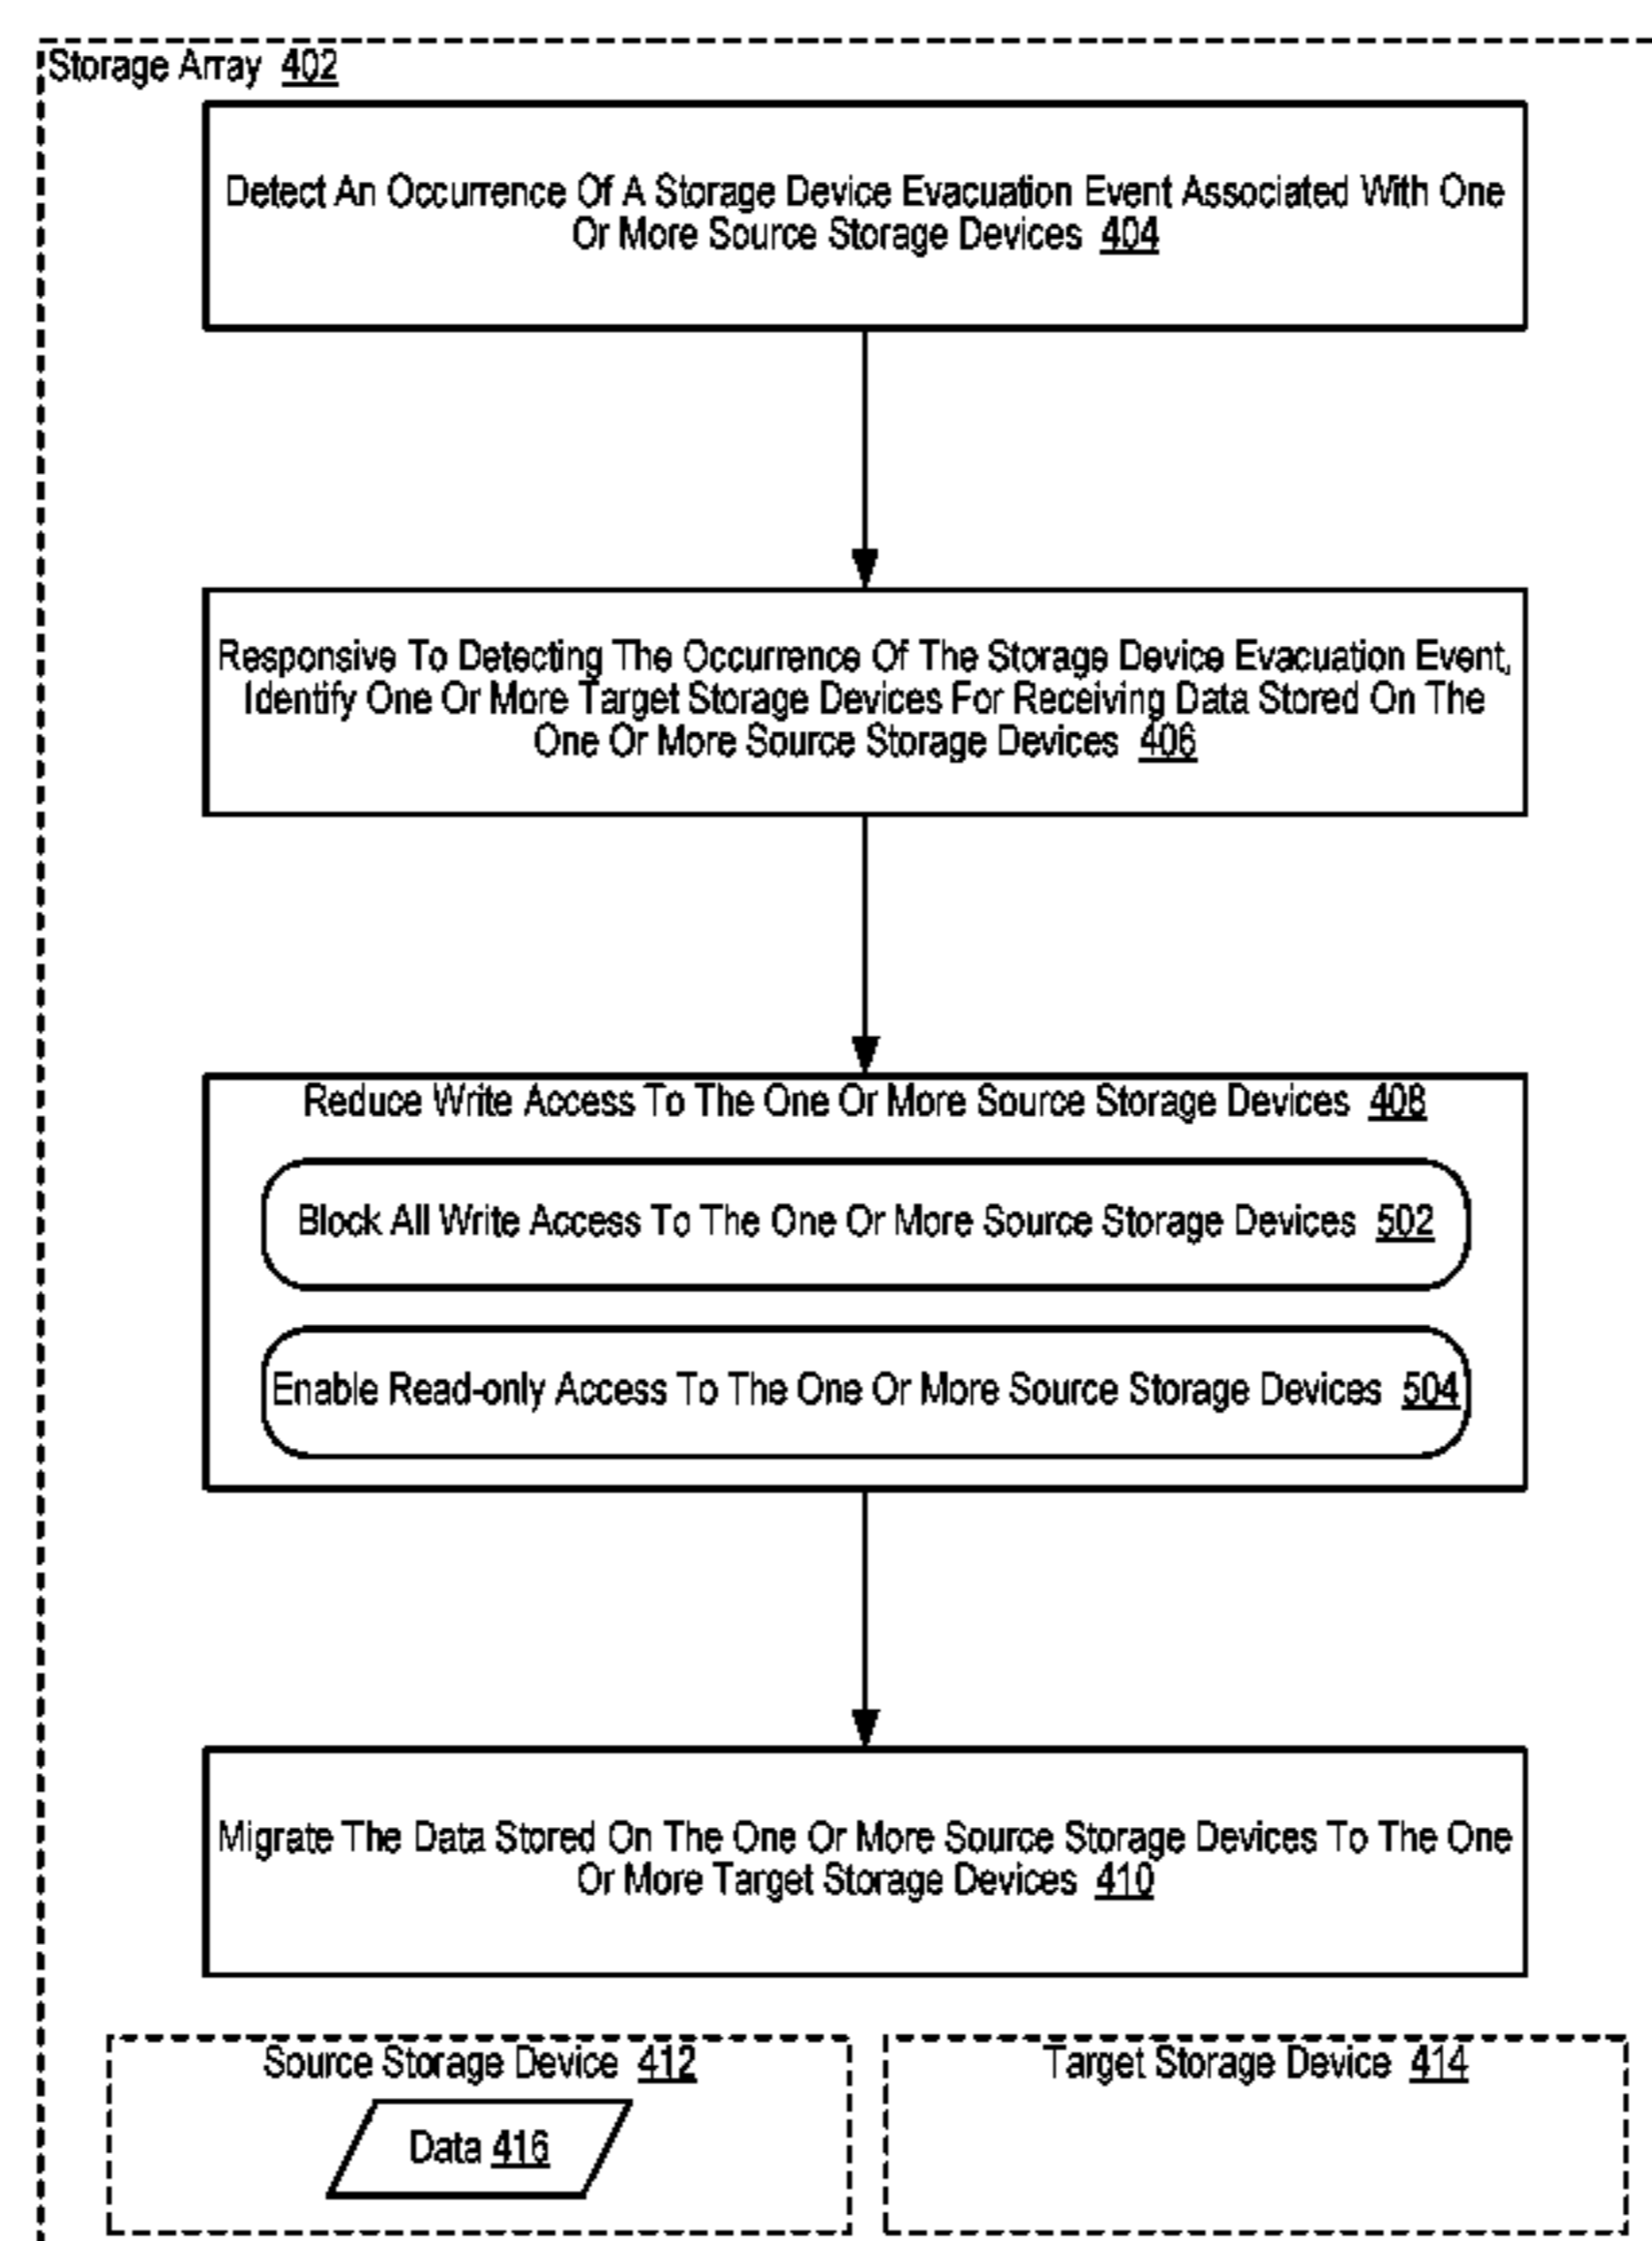 Storage Array 402
Detect An Occurrence Of A Storage Device Evacuation Event Associated With One
Or More Source Storage Devices 404
Responsive To Detecting The Occurrence Of The Storage Device Evacuation Event,
Identify One Or More Target Storage Devices For Receiving Data Stored On The
One Or More Source Storage Devices 406
Reduce Write Access To The One Or More Source Storage Devices 408
Block All Write Access To The One Or More Source Storage Devices 502
Enable Read-only Access To The One Or More Source Storage Devices 504
Migrate The Data Stored On The One Or More Source Storage Devices To The One
Or More Target Storage Devices 410
Source Storage Device 412
Data 416
Target Storage Device 414